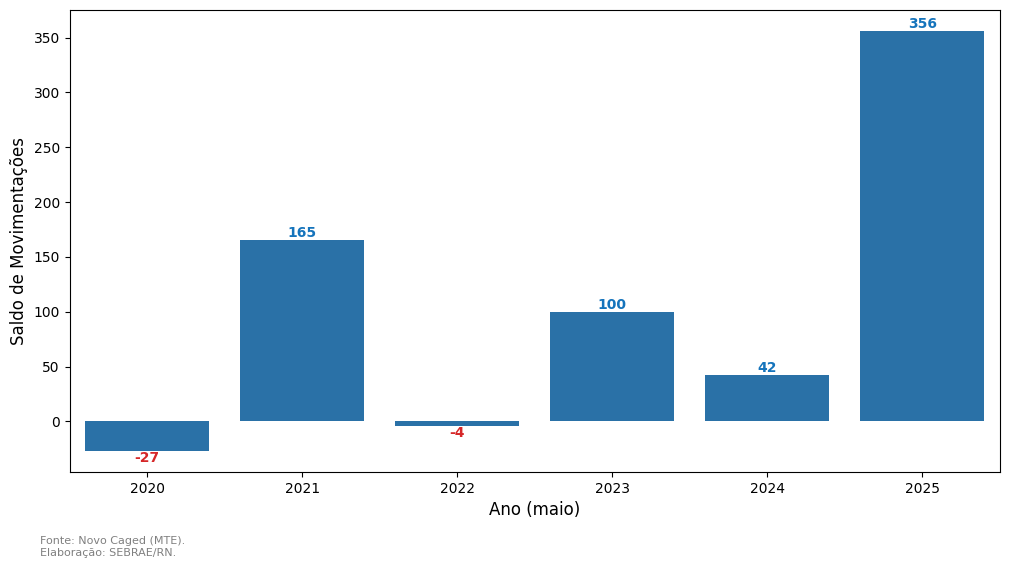 Saldo de Movimentações
350
300
250
200
150
100
50
0
-27
165
-4
100
42
356
2020 2021 2022 2023 2024 2025
Ano (maio)
Fonte: Novo Caged (MTE).
Elaboração: SEBRAE/RN.